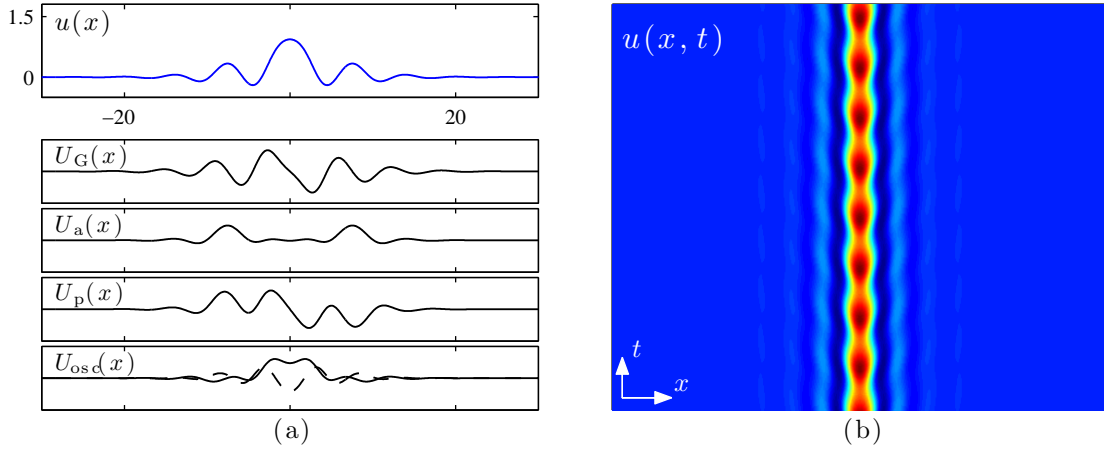 1.5
u(x)
0
−20 20
U_G(x)
U_a(x)
U_p(x)
U_osc(x)
(a)
u(x, t)
t
x
(b)